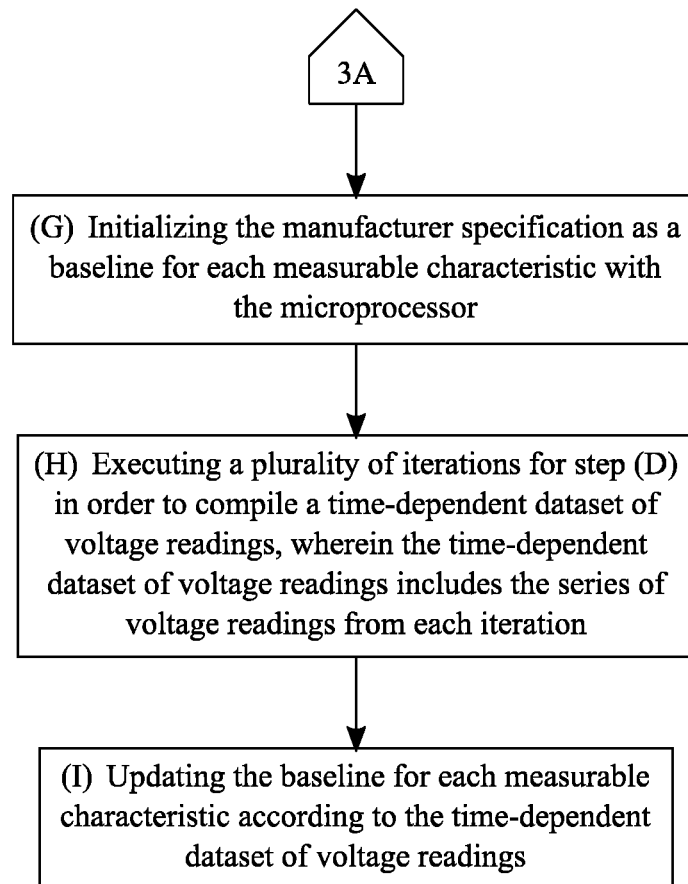 3A
(G) Initializing the manufacturer specification as a
baseline for each measurable characteristic with
the microprocessor
(H) Executing a plurality of iterations for step (D)
in order to compile a time-dependent dataset of
voltage readings, wherein the time-dependent
dataset of voltage readings includes the series of
voltage readings from each iteration
(I) Updating the baseline for each measurable
characteristic according to the time-dependent
dataset of voltage readings